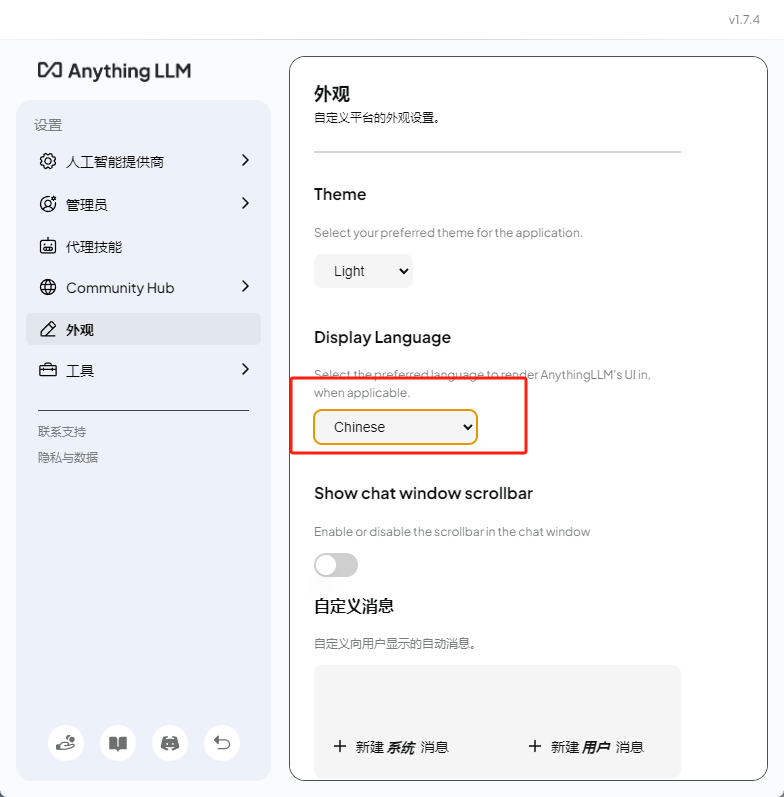 v1.7.4
Anything LLM
设置
人工智能提供商
管理员
代理技能
Community Hub
外观
工具
联系支持
隐私与数据
外观
自定义平台的外观设置。
Theme
Select your preferred theme for the application.
Light
Display Language
Select the preferred language to render AnythingLLM's UI in,
when applicable.
Chinese
Show chat window scrollbar
Enable or disable the scrollbar in the chat window
自定义消息
自定义向用户显示的自动消息。
新建 系统 消息
新建 用户 消息